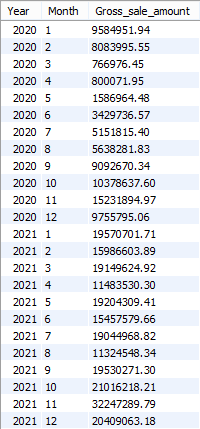 Year Month Gross_sale_amount
2020 1 9584951.94
2020 2 8083995.55
2020 3 766976.45
2020 4 800071.95
2020 5 1586964.48
2020 6 3429736.57
2020 7 5151815.40
2020 8 5638281.83
2020 9 9092670.34
2020 10 10378637.60
2020 11 15231894.97
2020 12 9755795.06
2021 1 19570701.71
2021 2 15986603.89
2021 3 19149624.92
2021 4 11483530.30
2021 5 19204309.41
2021 6 15457579.66
2021 7 19044968.82
2021 8 11324548.34
2021 9 19530271.30
2021 10 21016218.21
2021 11 32247289.79
2021 12 20409063.18